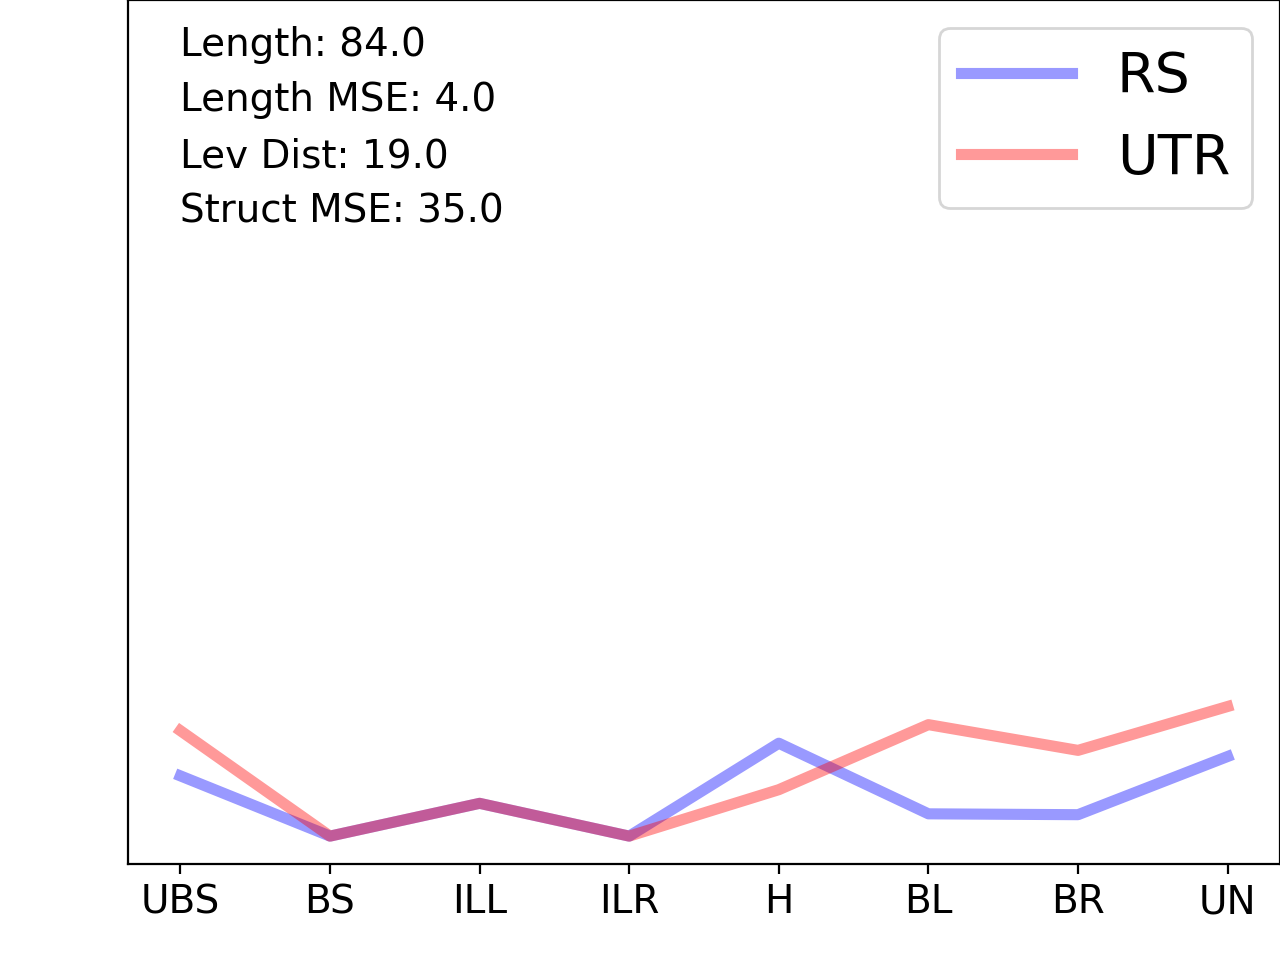 Length: 84.0
Length MSE: 4.0
Lev Dist: 19.0
Struct MSE: 35.0
RS
UTR
UBS BS ILL ILR H BL BR UN